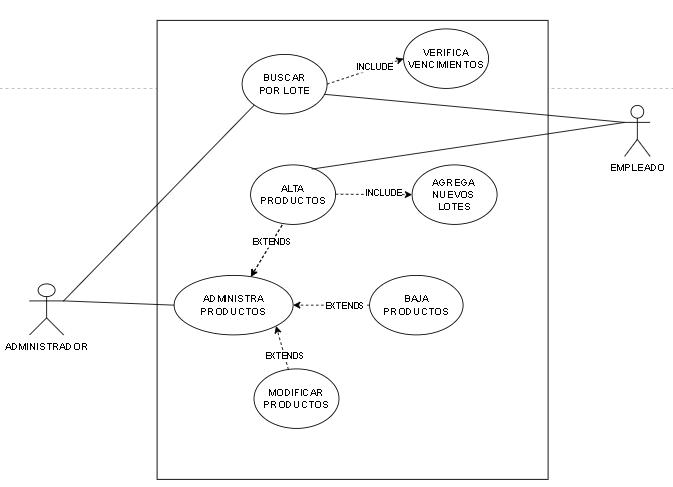 VERIFICA
VENCIMIENTOS
INCLUDE
BUSCAR
POR LOTE
EMPLEADO
ALTA
PRODUCTOS
INCLUDE
AGREGA
NUEVOS
LOTES
EXTENDS
ADMINISTRA
PRODUCTOS
EXTENDS
BAJA
PRODUCTOS
ADMINISTRADOR
EXTENDS
MODIFICAR
PRODUCTOS